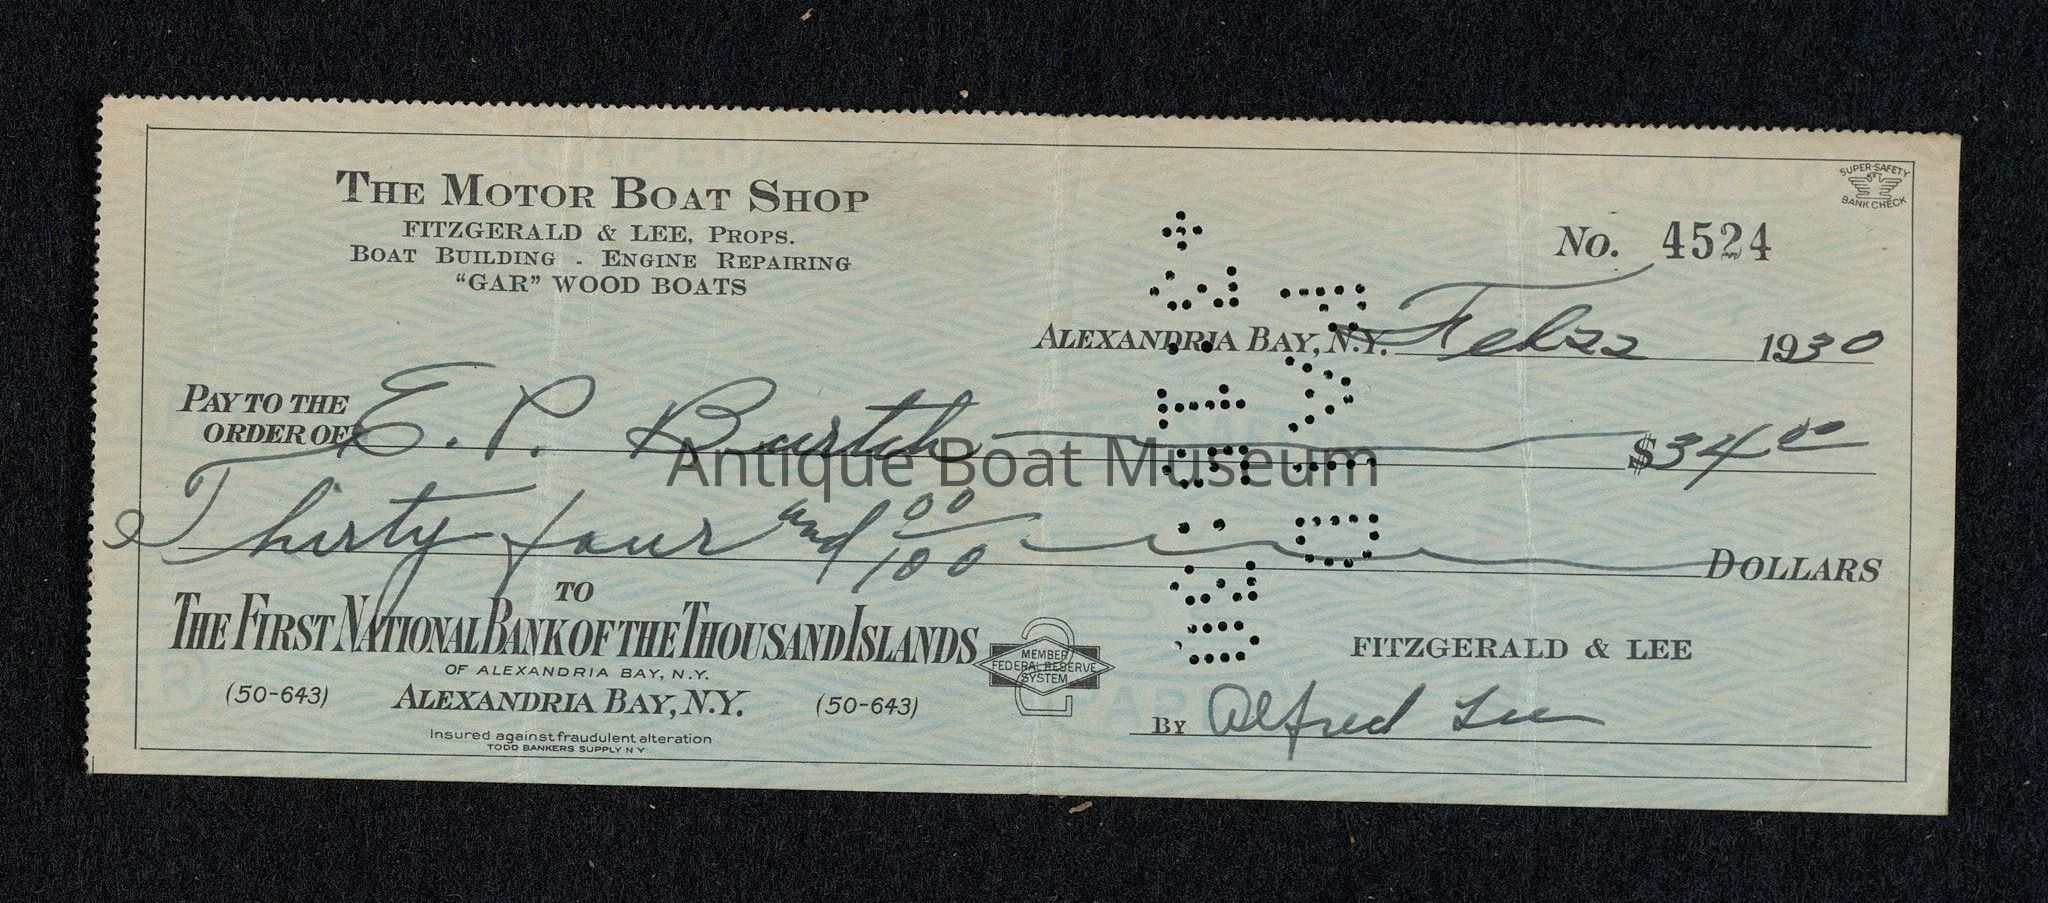 THE MOTOR BOAT SHOP
FITZGERALD & LEE, PROPS.
BOAT BUILDING - ENGINE REPAIRING
"GAR" WOOD BOATS
SUPER-SAFETY
BANK CHECK
No. 4524
ALEXANDRIA BAY, N.Y. Feb 22 1930
PAY TO THE
ORDER OF E. P. Burtch $34 00
Antique Boat Museum
Thirty four and 00/100 DOLLARS
TO
THE FIRST NATIONAL BANK OF THE THOUSAND ISLANDS
OF ALEXANDRIA BAY, N.Y.
(50-643) ALEXANDRIA BAY, N.Y. (50-643)
MEMBER
FEDERAL RESERVE
SYSTEM
FITZGERALD & LEE
BY Alfred Lee
Insured against fraudulent alteration
TODD BANKERS SUPPLY N Y